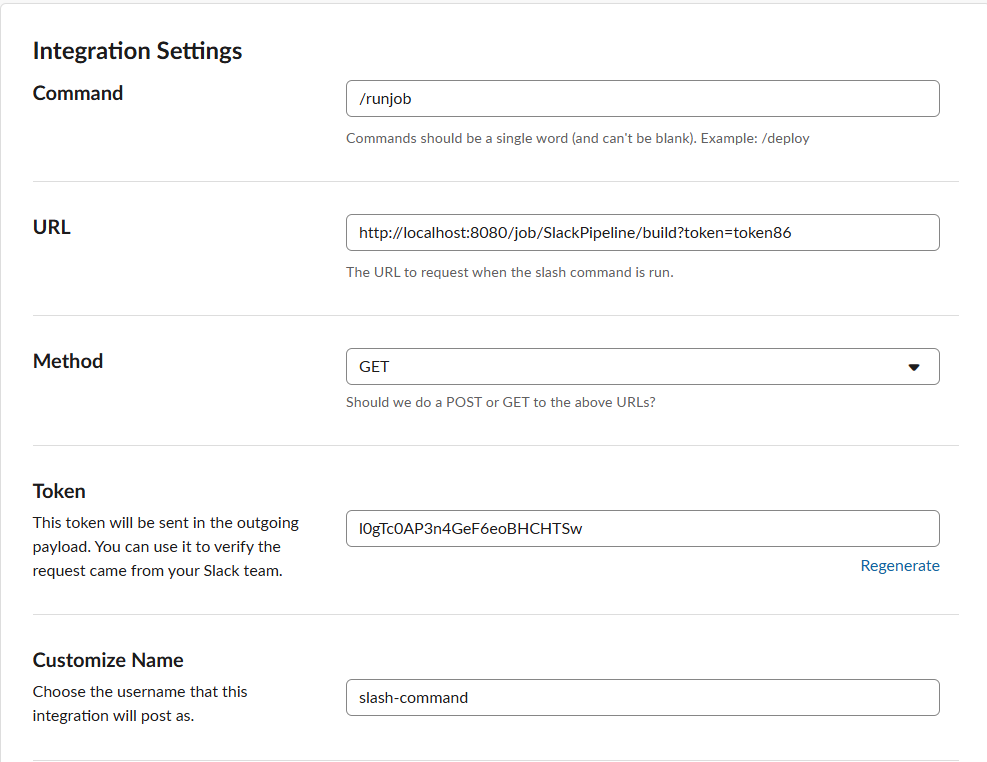 Integration Settings
Command
/runjob
Commands should be a single word (and can't be blank). Example: /deploy
URL
http://localhost:8080/job/SlackPipeline/build?token=token86
The URL to request when the slash command is run.
Method
GET
Should we do a POST or GET to the above URLs?
Token
This token will be sent in the outgoing
payload. You can use it to verify the
request came from your Slack team.
l0gTc0AP3n4GeF6eoBHCHTSw
Regenerate
Customize Name
Choose the username that this
integration will post as.
slash-command